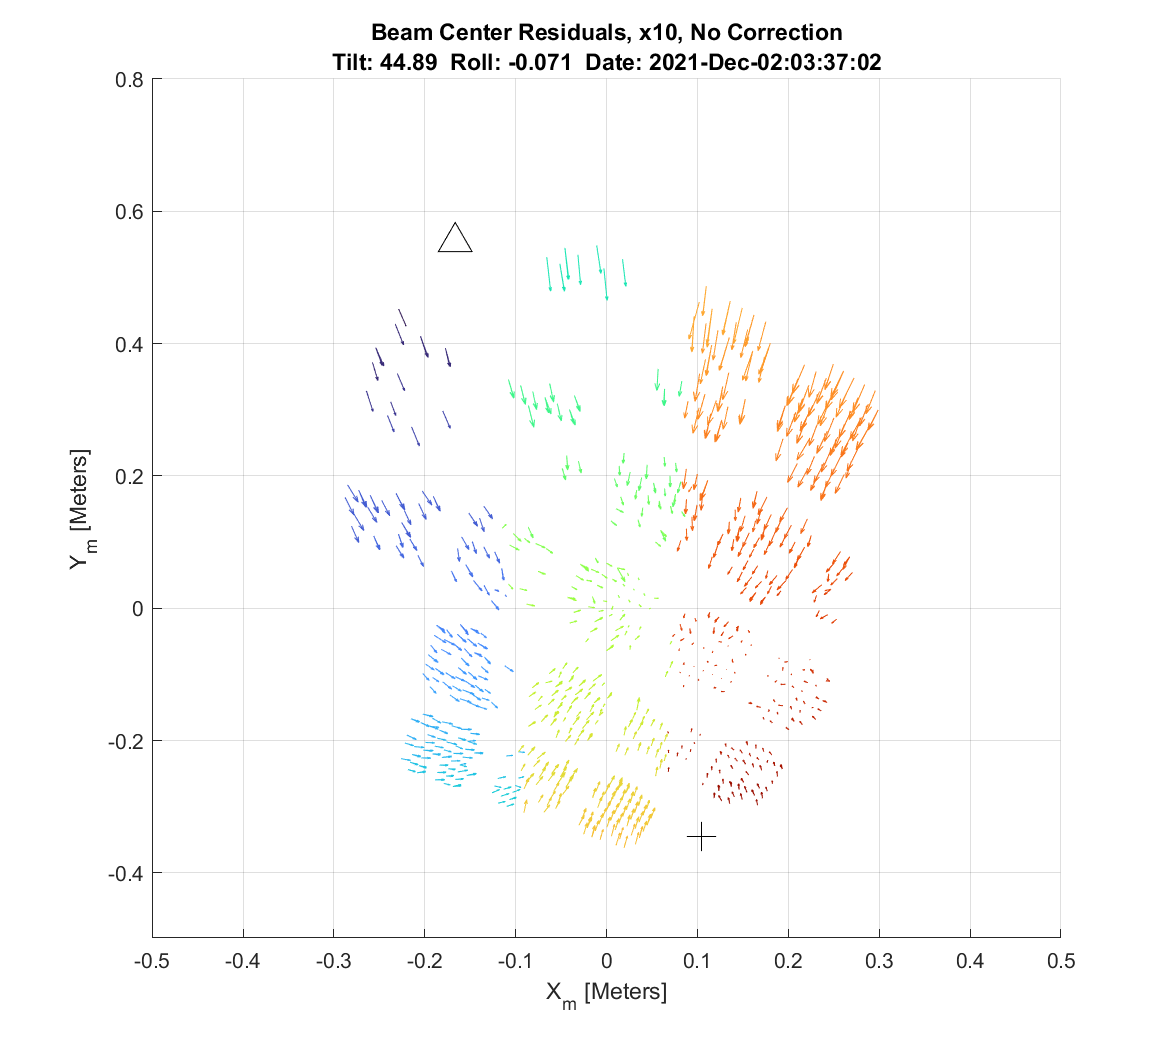 Beam Center Residuals, x10, No Correction
Tilt: 44.89 Roll: -0.071 Date: 2021-Dec-02:03:37:02
0.8
0.6
0.4
0.2
0
-0.2
-0.4
Y_m [Meters]
-0.5 -0.4 -0.3 -0.2 -0.1 0 0.1 0.2 0.3 0.4 0.5
X_m [Meters]